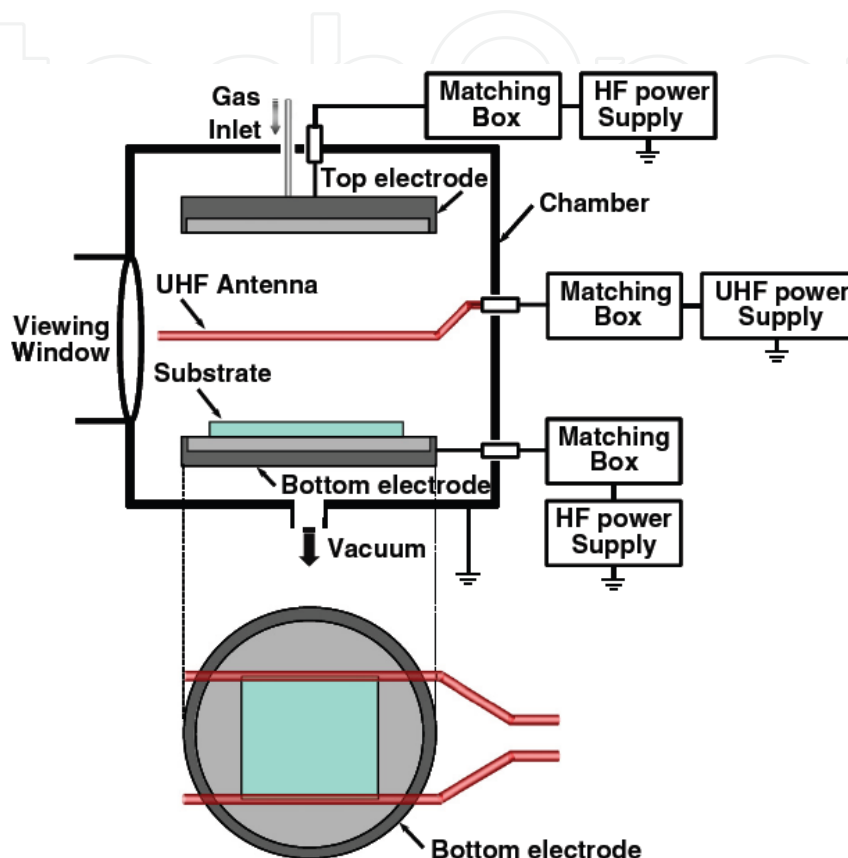 Gas
Inlet
Matching
Box
HF power
Supply
Top electrode
Chamber
UHF Antenna
Viewing
Window
Matching
Box
UHF power
Supply
Substrate
Matching
Box
Bottom electrode
HF power
Supply
Vacuum
Bottom electrode